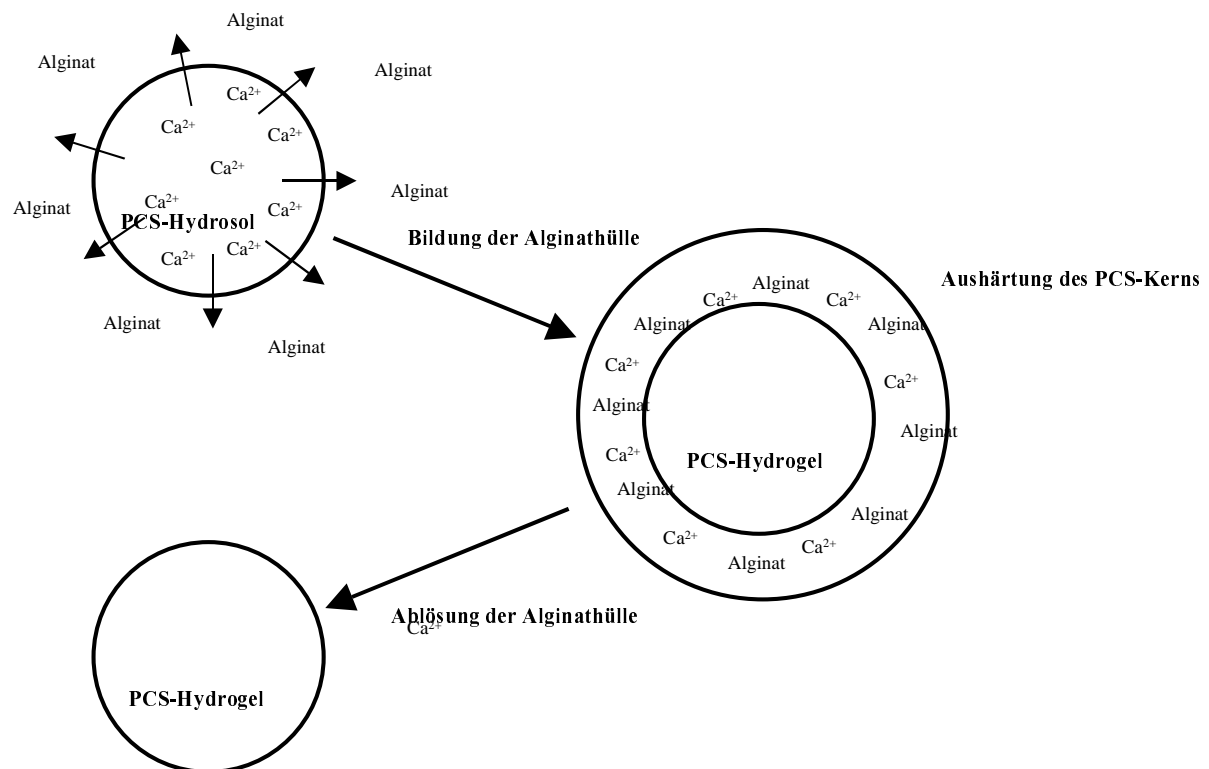 Alginat
Alginat
Alginat
Ca²⁺
Ca²⁺
Ca²⁺
Ca²⁺
Alginat
Ca²⁺
Alginat
Ca²⁺
PCS-Hydrosol
Ca²⁺
Ca²⁺
Alginat
Alginat
Bildung der Alginathülle
Aushärtung des PCS-Kerns
Alginat
Ca²⁺
Ca²⁺
Alginat
Alginat
Ca²⁺
Ca²⁺
Alginat
Alginat
Ca²⁺
PCS-Hydrogel
Alginat
Alginat
Ca²⁺
Ca²⁺
Alginat
Ablösung der Alginathülle
Ca²⁺
PCS-Hydrogel